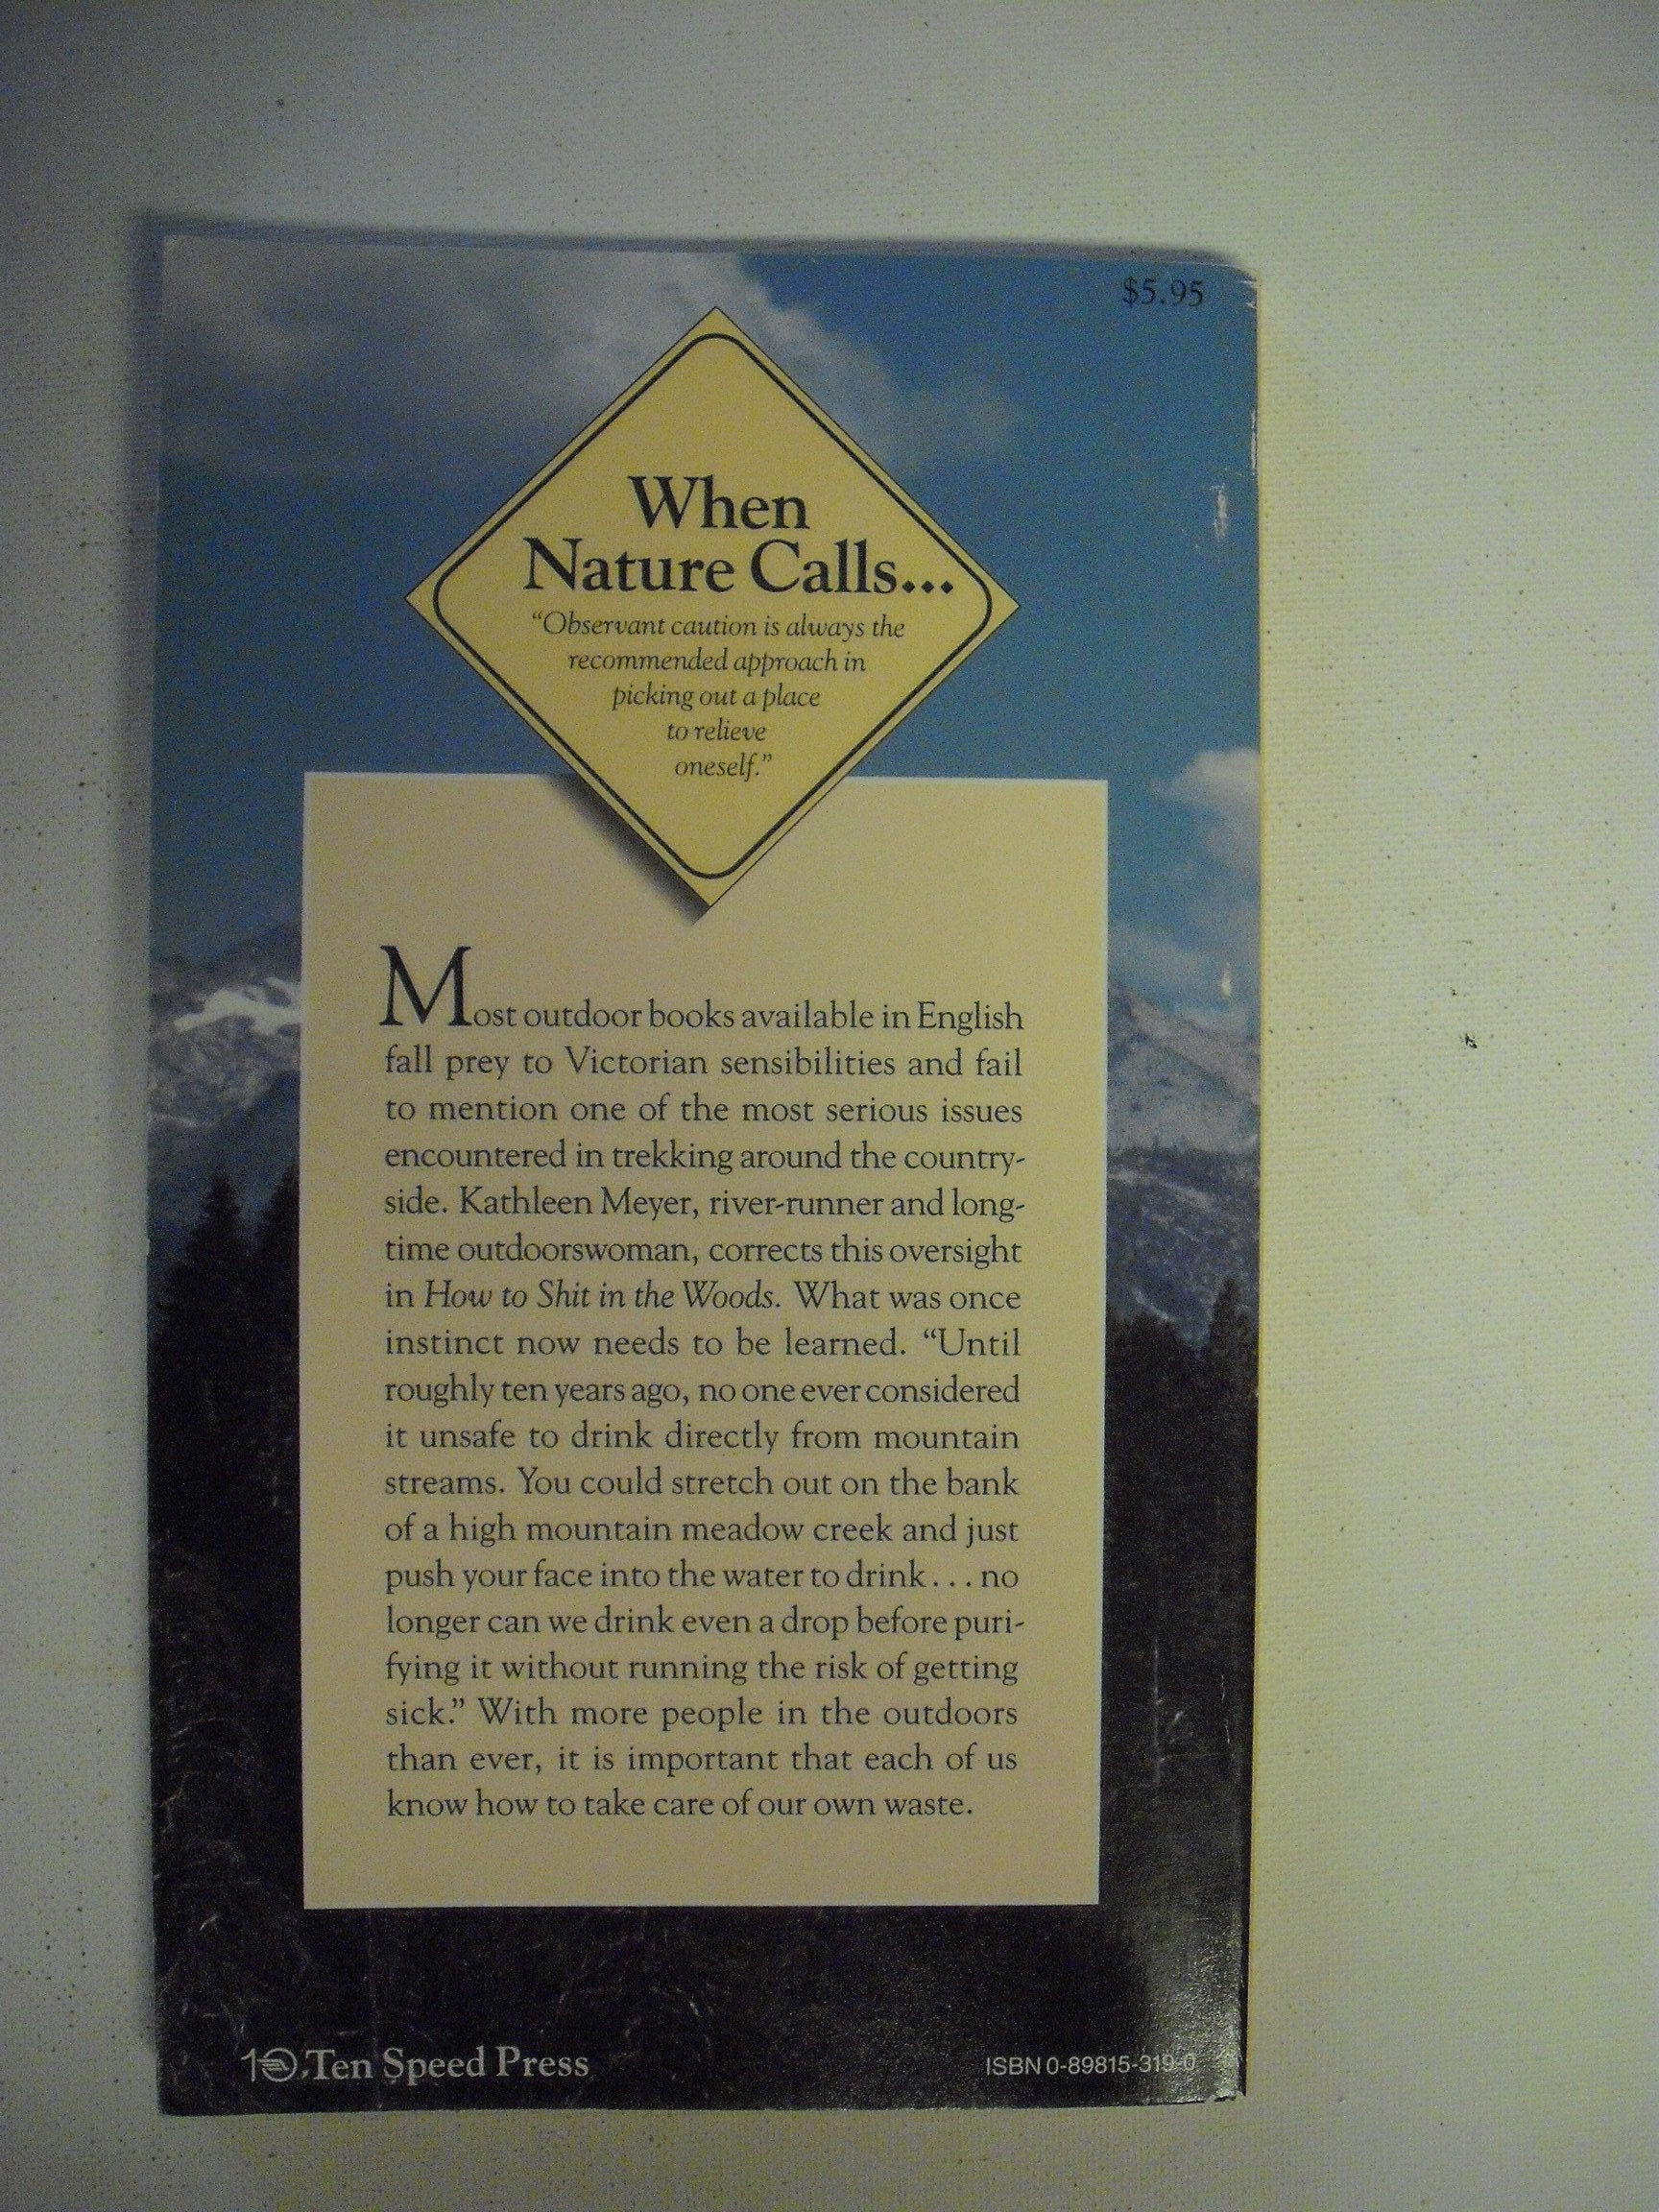 $5.95
When
Nature Calls...
“Observant caution is always the
recommended approach in
picking out a place
to relieve
oneself.”
Most outdoor books available in English
fall prey to Victorian sensibilities and fail
to mention one of the most serious issues
encountered in trekking around the country-
side. Kathleen Meyer, river-runner and long-
time outdoorswoman, corrects this oversight
in How to Shit in the Woods. What was once
instinct now needs to be learned. “Until
roughly ten years ago, no one ever considered
it unsafe to drink directly from mountain
streams. You could stretch out on the bank
of a high mountain meadow creek and just
push your face into the water to drink . . . no
longer can we drink even a drop before puri-
fying it without running the risk of getting
sick.” With more people in the outdoors
than ever, it is important that each of us
know how to take care of our own waste.
10 Ten Speed Press
ISBN 0-89815-319-0